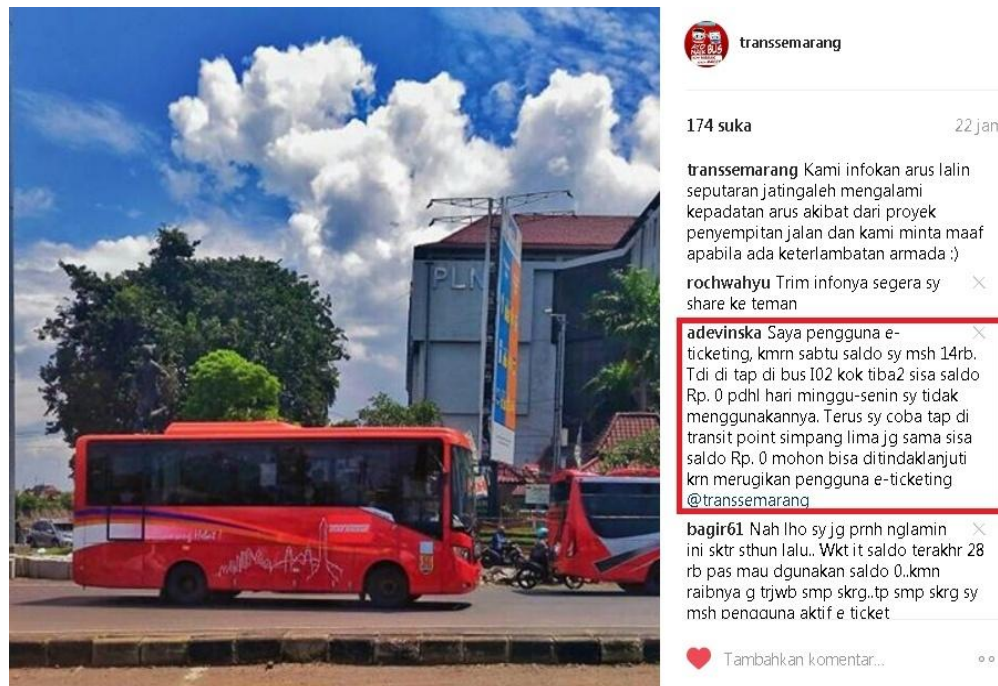 PLN
transsemarang
174 suka
22 jam
transsemarang Kami infokan arus lalin
seputaran jatingaleh mengalami
kepadatan arus akibat dari proyek
penyempitan jalan dan kami minta maaf
apabila ada keterlambatan armada :)
rochwahyu Trim infonya segera sy
share ke teman
adevinska Saya pengguna e-
ticketing, kmrn sabtu saldo sy msh 14rb.
Tdi di tap di bus I02 kok tiba2 sisa saldo
Rp. 0 pdhl hari minggu-senin sy tidak
menggunakannya. Terus sy coba tap di
transit point simpang lima jg sama sisa
saldo Rp. 0 mohon bisa ditindaklanjuti
krn merugikan pengguna e-ticketing
@transsemarang
bagir61 Nah lho sy jg prnh nglamin
ini sktr sthun lalu.. Wkt it saldo terakhr 28
rb pas mau dgunakan saldo 0..kmn
raibnya g trjwb smp skrg..tp smp skrg sy
msh pengguna aktif e ticket
Tambahkan komentar...